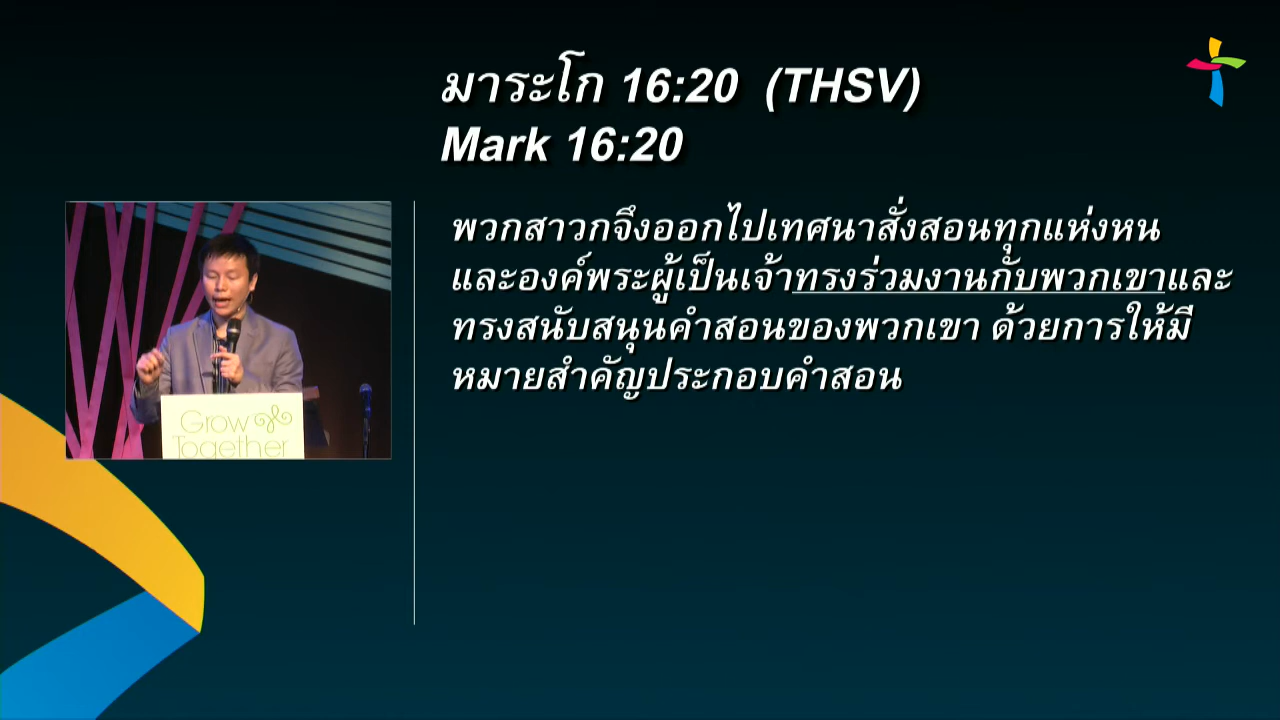 มาระโก 16:20 (THSV)
Mark 16:20
พวกสาวกจึงออกไปเทศนาสั่งสอนทุกแห่งหน
และองค์พระผู้เป็นเจ้าทรงร่วมงานกับพวกเขาและ
ทรงสนับสนุนคำสอนของพวกเขา ด้วยการให้มี
หมายสำคัญประกอบคำสอน
Grow
Together